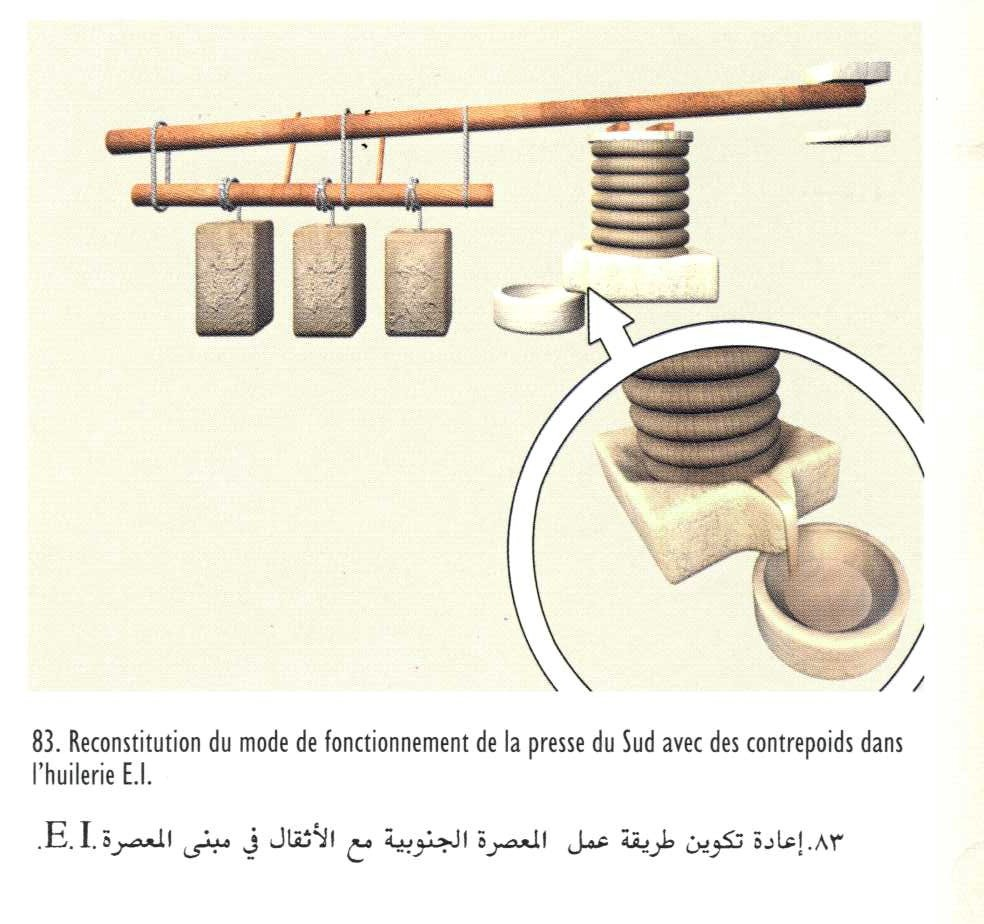 83. Reconstitution du mode de fonctionnement de la presse du Sud avec des contrepoids dans
l'huilerie E.I.
٨٣.إعادة تكوين طريقة عمل المعصرة الجنوبية مع الأثقال في مبنى المعصرة E.I.